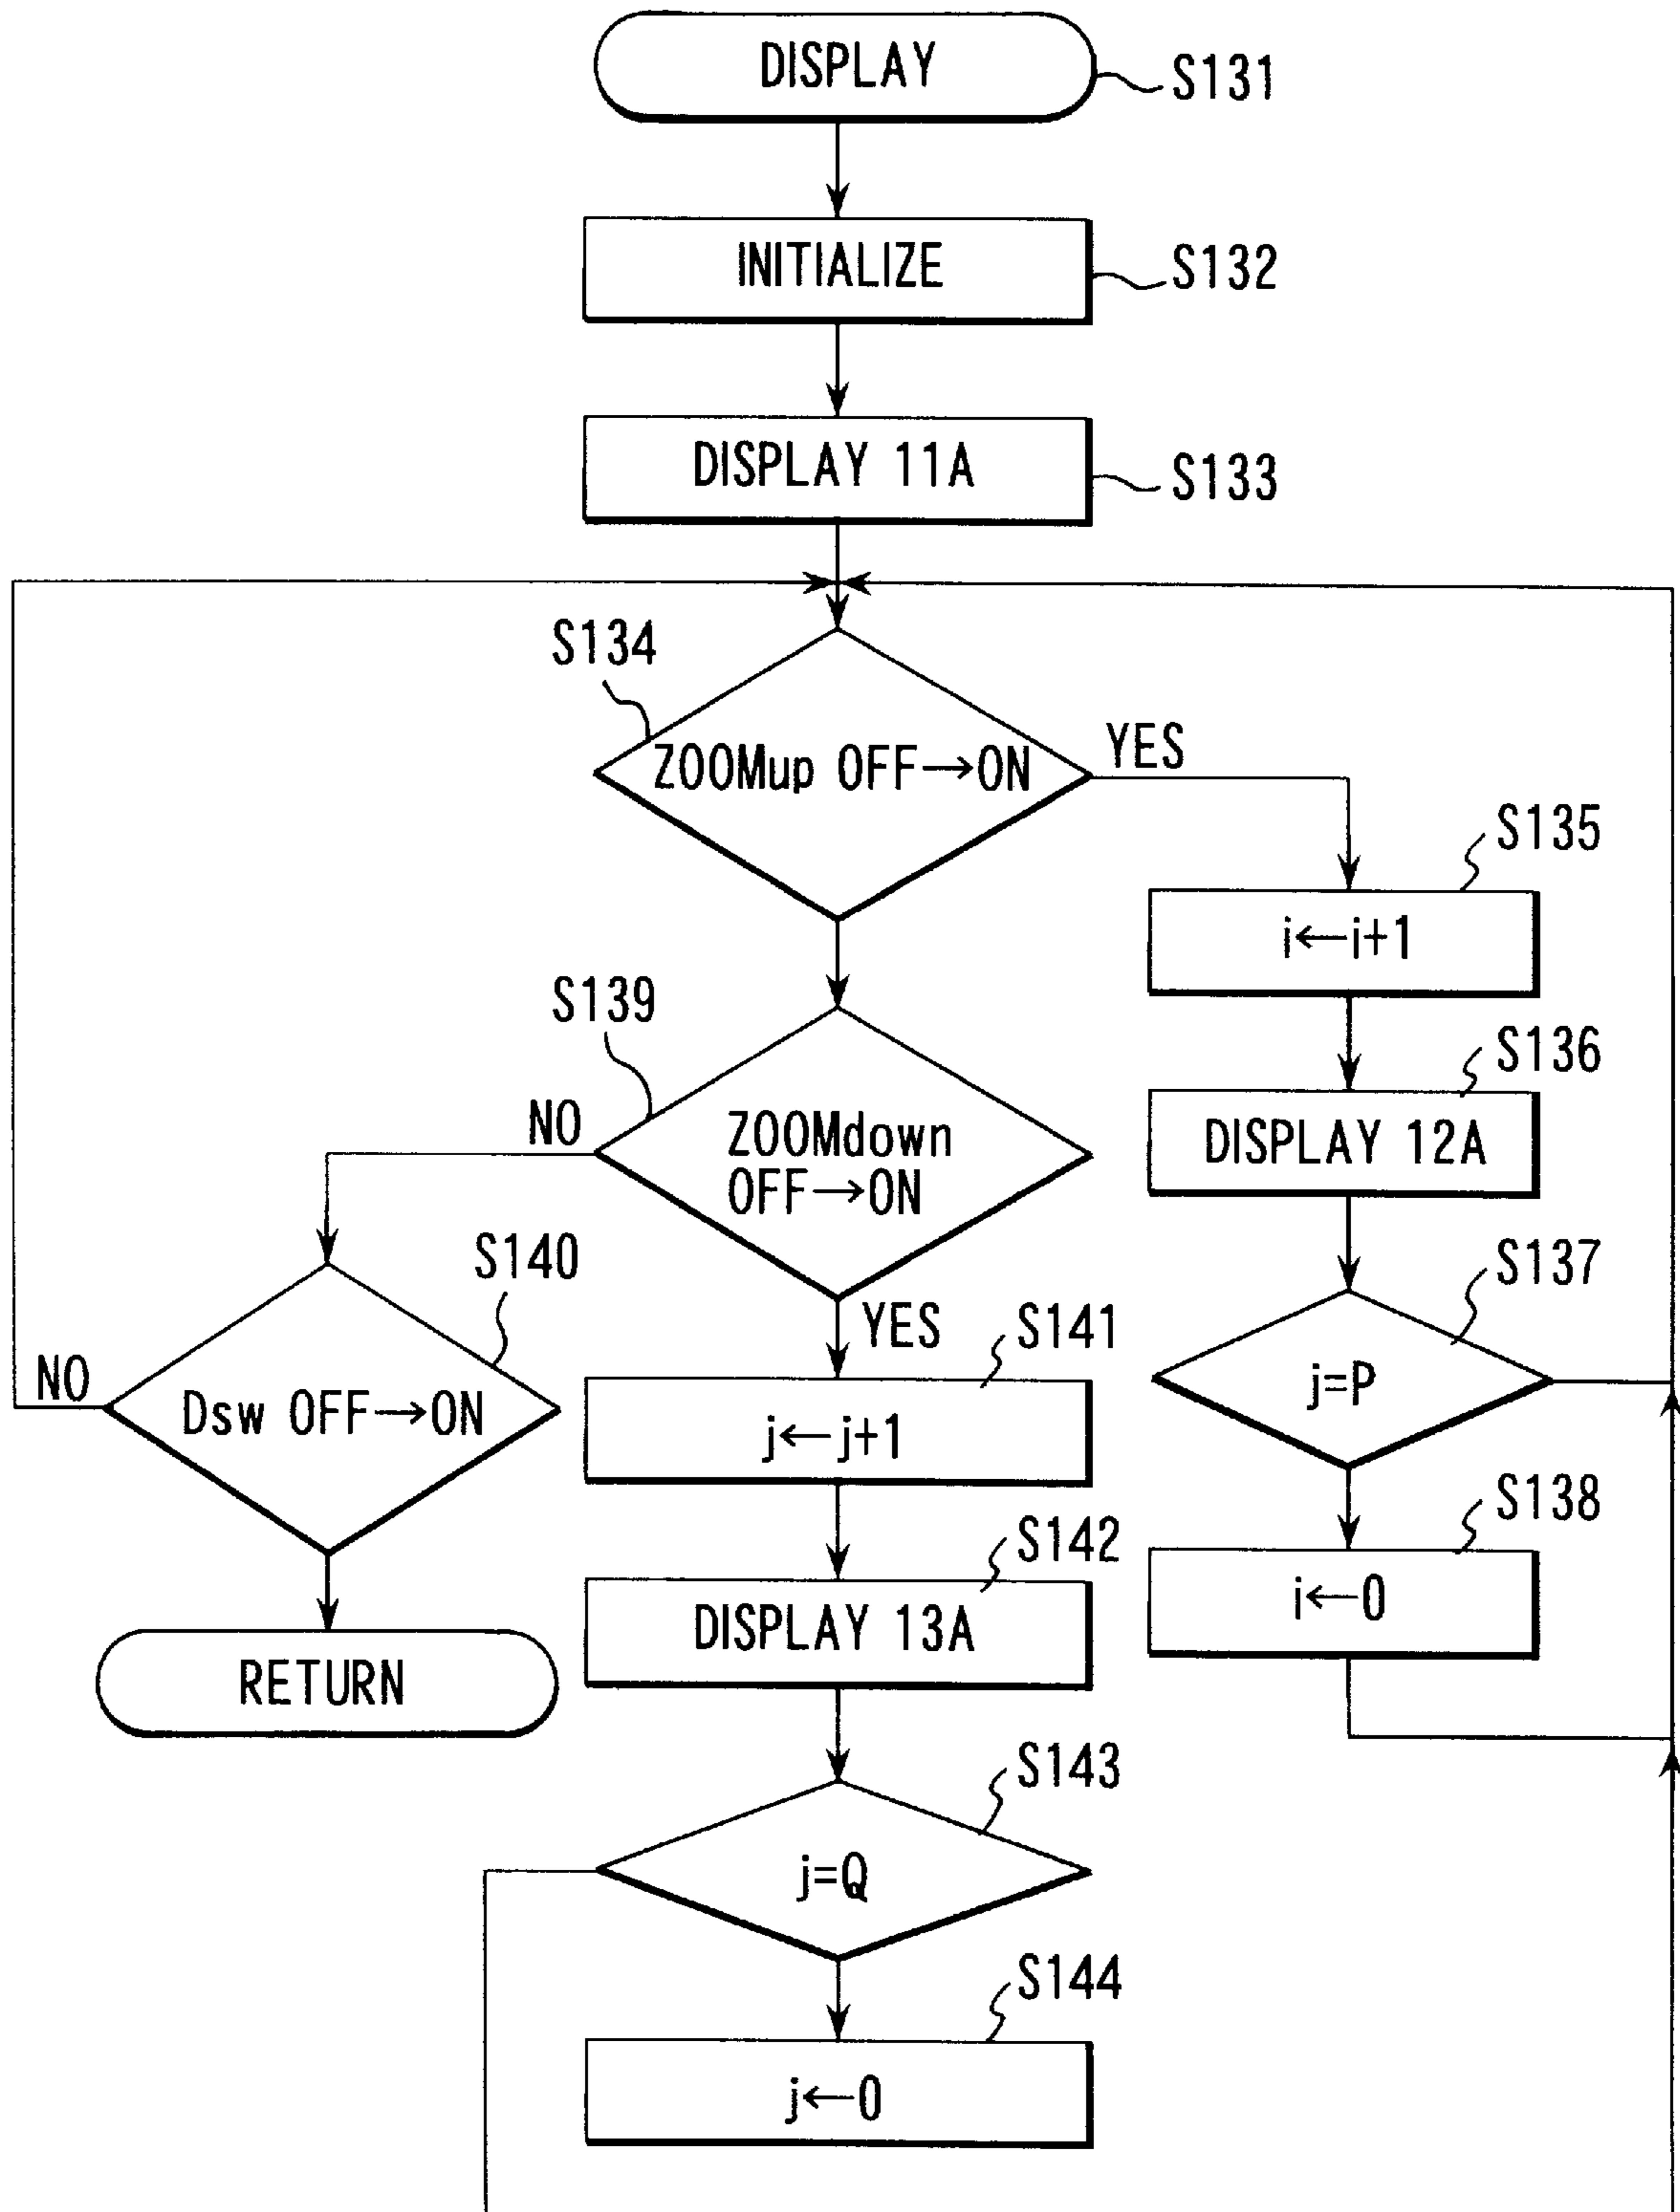 DISPLAY
S131
INITIALIZE
S132
DISPLAY 11A
S133
S134
ZOOMup OFF→ON
YES
S135
i←i+1
S136
DISPLAY 12A
S137
j=P
S138
i←0
S139
ZOOMdown
OFF→ON
NO
YES
S140
Dsw OFF→ON
NO
RETURN
S141
j←j+1
S142
DISPLAY 13A
S143
j=Q
S144
j←0